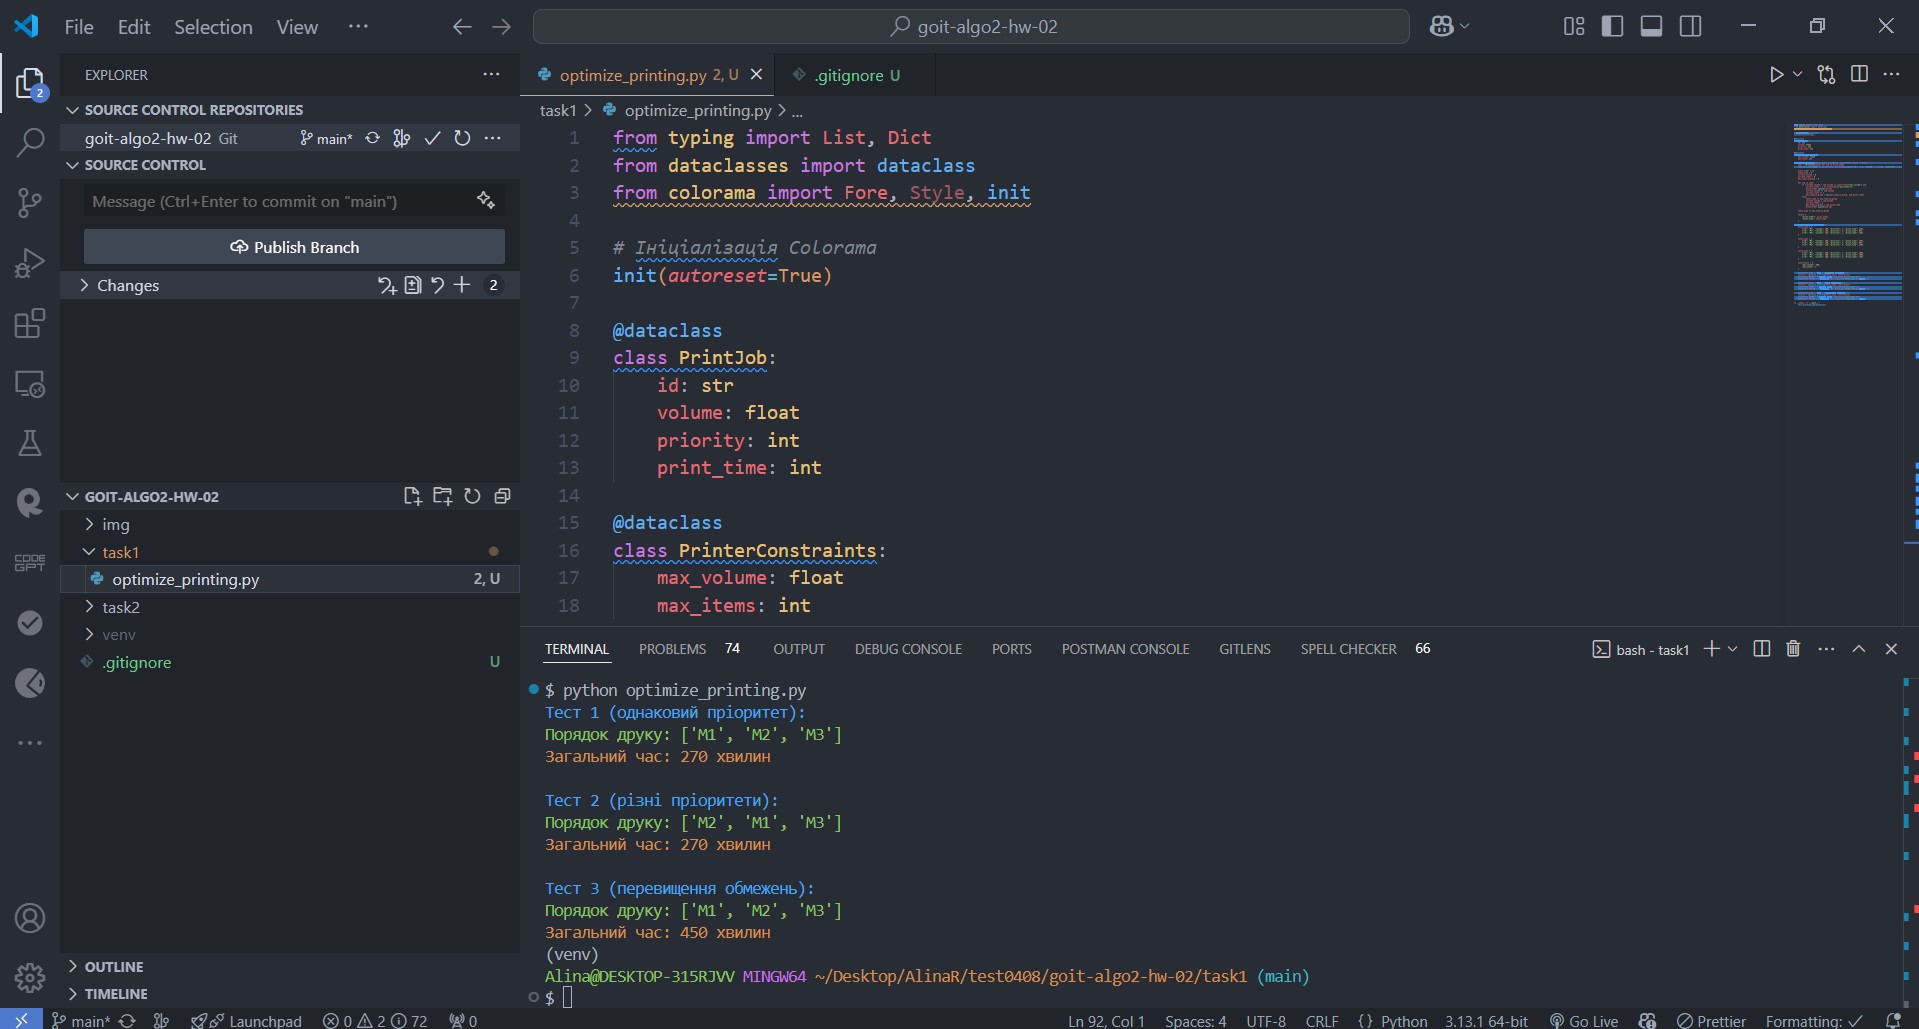 File Edit Selection View ···
goit-algo2-hw-02
EXPLORER
SOURCE CONTROL REPOSITORIES
goit-algo2-hw-02 Git main*
SOURCE CONTROL
Message (Ctrl+Enter to commit on "main")
Publish Branch
Changes 2
GOIT-ALGO2-HW-02
img
task1
optimize_printing.py 2, U
task2
venv
.gitignore U
OUTLINE
TIMELINE
2
CODE
GPT
optimize_printing.py 2, U
.gitignore U
task1 > optimize_printing.py > ...
1 from typing import List, Dict
2 from dataclasses import dataclass
3 from colorama import Fore, Style, init
4
5 # Ініціалізація Colorama
6 init(autoreset=True)
7
8 @dataclass
9 class PrintJob:
10 id: str
11 volume: float
12 priority: int
13 print_time: int
14
15 @dataclass
16 class PrinterConstraints:
17 max_volume: float
18 max_items: int
TERMINAL PROBLEMS 74 OUTPUT DEBUG CONSOLE PORTS POSTMAN CONSOLE GITLENS SPELL CHECKER 66
bash - task1
$ python optimize_printing.py
Тест 1 (однаковий пріоритет):
Порядок друку: ['M1', 'M2', 'M3']
Загальний час: 270 хвилин
Тест 2 (різні пріоритети):
Порядок друку: ['M2', 'M1', 'M3']
Загальний час: 270 хвилин
Тест 3 (перевищення обмежень):
Порядок друку: ['M1', 'M2', 'M3']
Загальний час: 450 хвилин
(venv)
Alina@DESKTOP-315RJVV MINGW64 ~/Desktop/AlinaR/test0408/goit-algo2-hw-02/task1 (main)
$
main* Launchpad 0 2 72 0 Ln 92, Col 1 Spaces: 4 UTF-8 CRLF {} Python 3.13.1 64-bit Go Live Prettier Formatting: